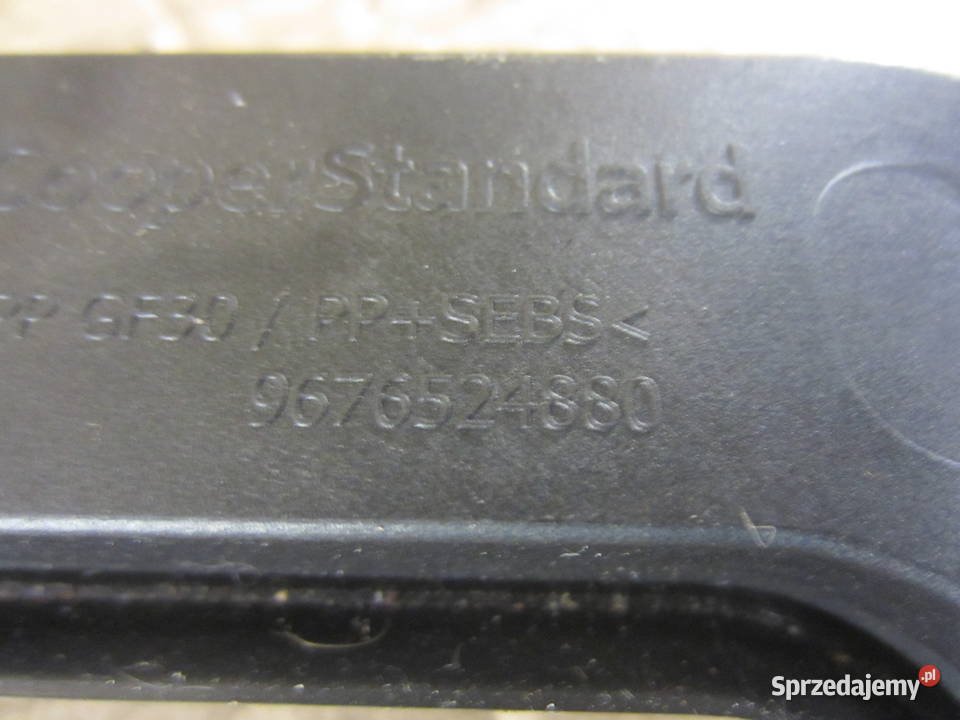 CooperStandard
PP GF30 / PP+SEBS<
9676524880
Sprzedajemy.pl